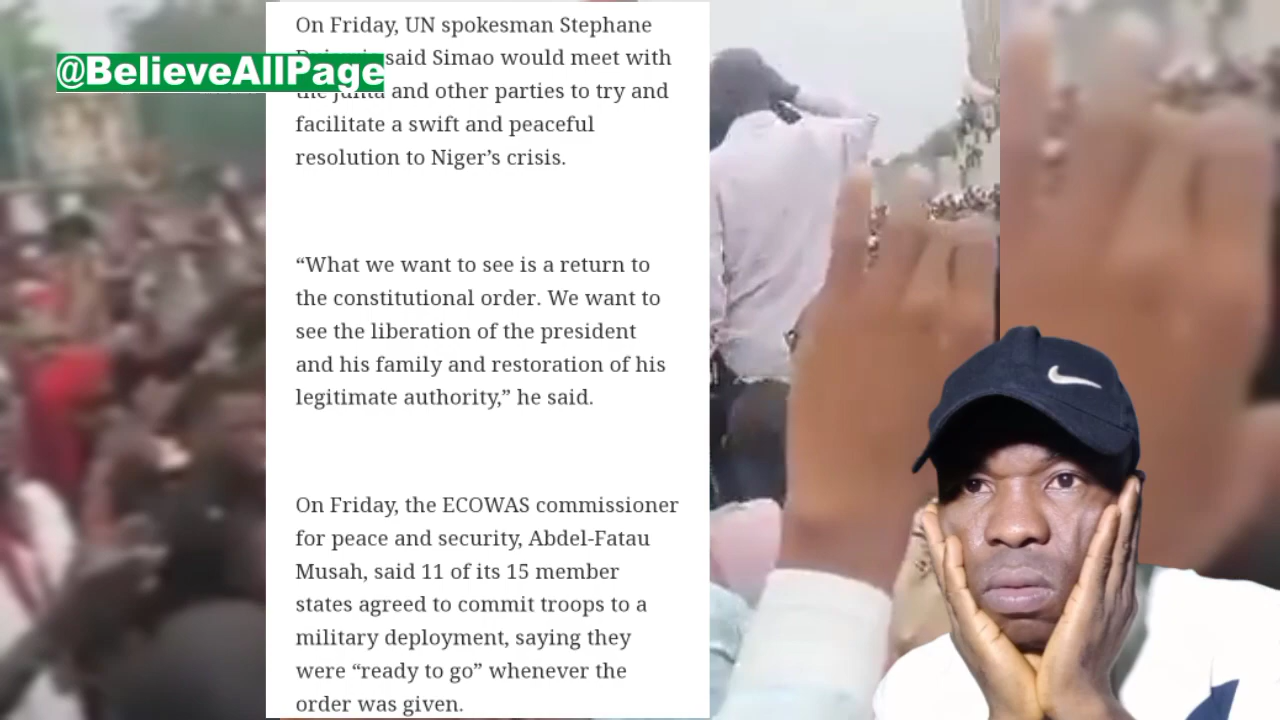 On Friday, UN spokesman Stephane
@BelieveAllPage
said Simao would meet with
the junta and other parties to try and
facilitate a swift and peaceful
resolution to Niger’s crisis.
“What we want to see is a return to
the constitutional order. We want to
see the liberation of the president
and his family and restoration of his
legitimate authority,” he said.
On Friday, the ECOWAS commissioner
for peace and security, Abdel-Fatau
Musah, said 11 of its 15 member
states agreed to commit troops to a
military deployment, saying they
were “ready to go” whenever the
order was given.